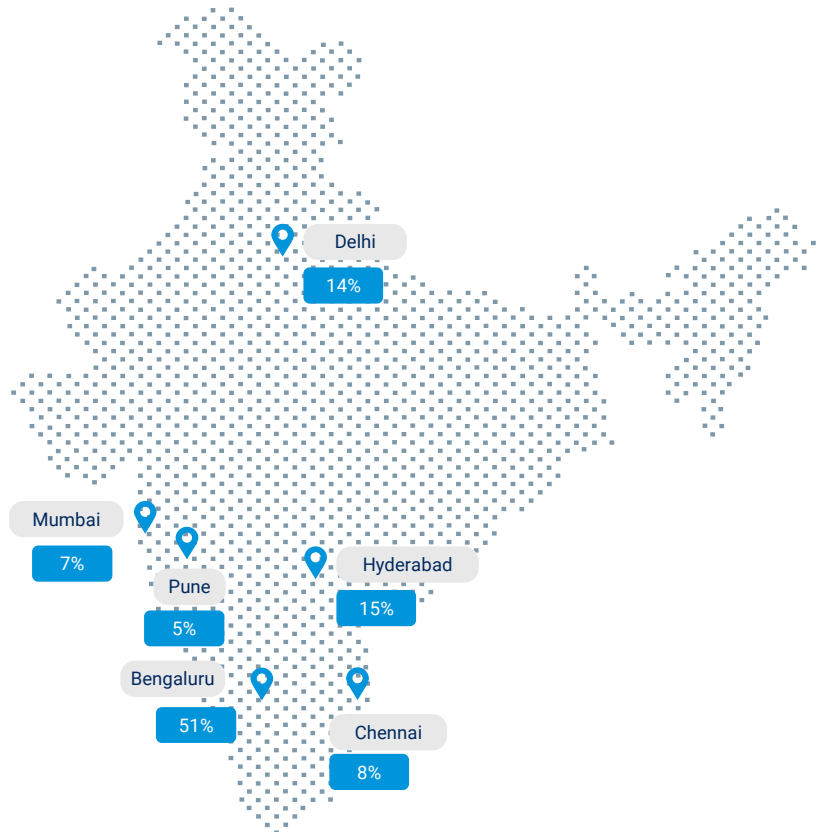 Delhi
14%
Mumbai
7%
Pune
5%
Hyderabad
15%
Bengaluru
51%
Chennai
8%